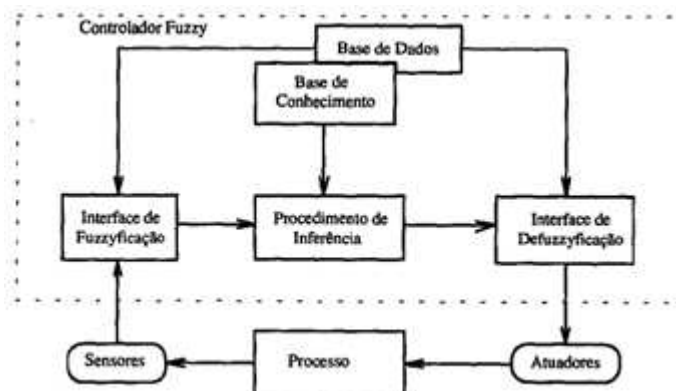 Controlador Fuzzy
Base de Dados
Base de
Conhecimento
Interface de
Fuzzyficação
Procedimento de
Inferência
Interface de
Defuzzyficação
Sensores
Processo
Atuadores